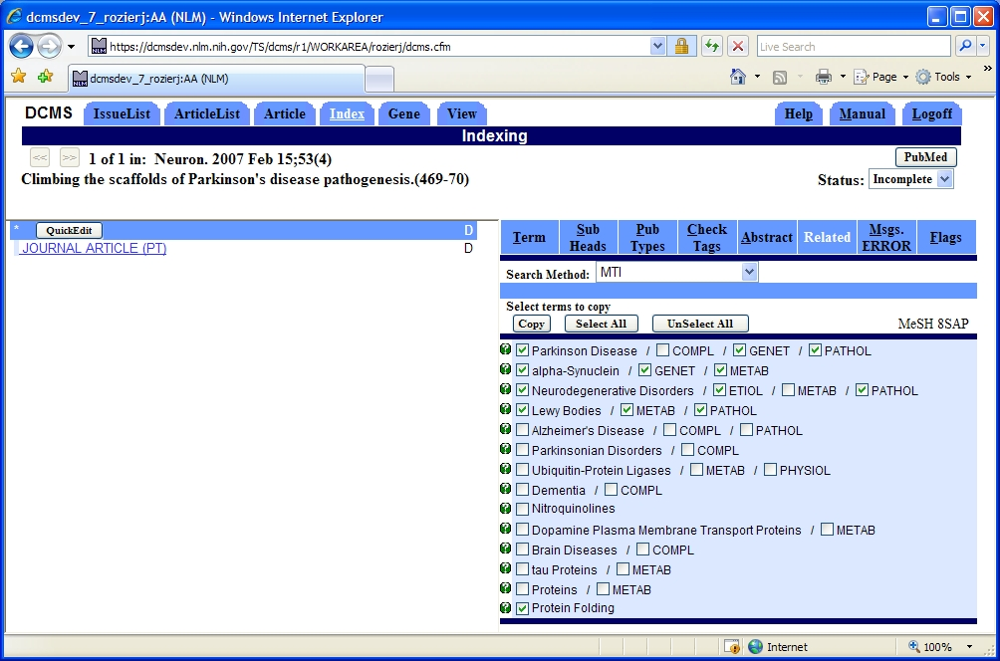 dcmsdev_7_rozierj:AA (NLM) - Windows Internet Explorer
https://dcmsdev.nlm.nih.gov/TS/dcms/r1/WORKAREA/rozierj/dcms.cfm
Live Search
dcmsdev_7_rozierj:AA (NLM)
Page
Tools
DCMS IssueList ArticleList Article Index Gene View Help Manual Logoff
Indexing
<< >> 1 of 1 in: Neuron. 2007 Feb 15;53(4) PubMed
Climbing the scaffolds of Parkinson's disease pathogenesis.(469-70)
Status: Incomplete
* QuickEdit D
JOURNAL ARTICLE (PT) D
Term Sub Heads Pub Types Check Tags Abstract Related Msgs. ERROR Flags
Search Method: MTI
Select terms to copy
Copy Select All UnSelect All MeSH 8SAP
Parkinson Disease / COMPL / GENET / PATHOL
alpha-Synuclein / GENET / METAB
Neurodegenerative Disorders / ETIOL / METAB / PATHOL
Lewy Bodies / METAB / PATHOL
Alzheimer's Disease / COMPL / PATHOL
Parkinsonian Disorders / COMPL
Ubiquitin-Protein Ligases / METAB / PHYSIOL
Dementia / COMPL
Nitroquinolines
Dopamine Plasma Membrane Transport Proteins / METAB
Brain Diseases / COMPL
tau Proteins / METAB
Proteins / METAB
Protein Folding
Internet
100%